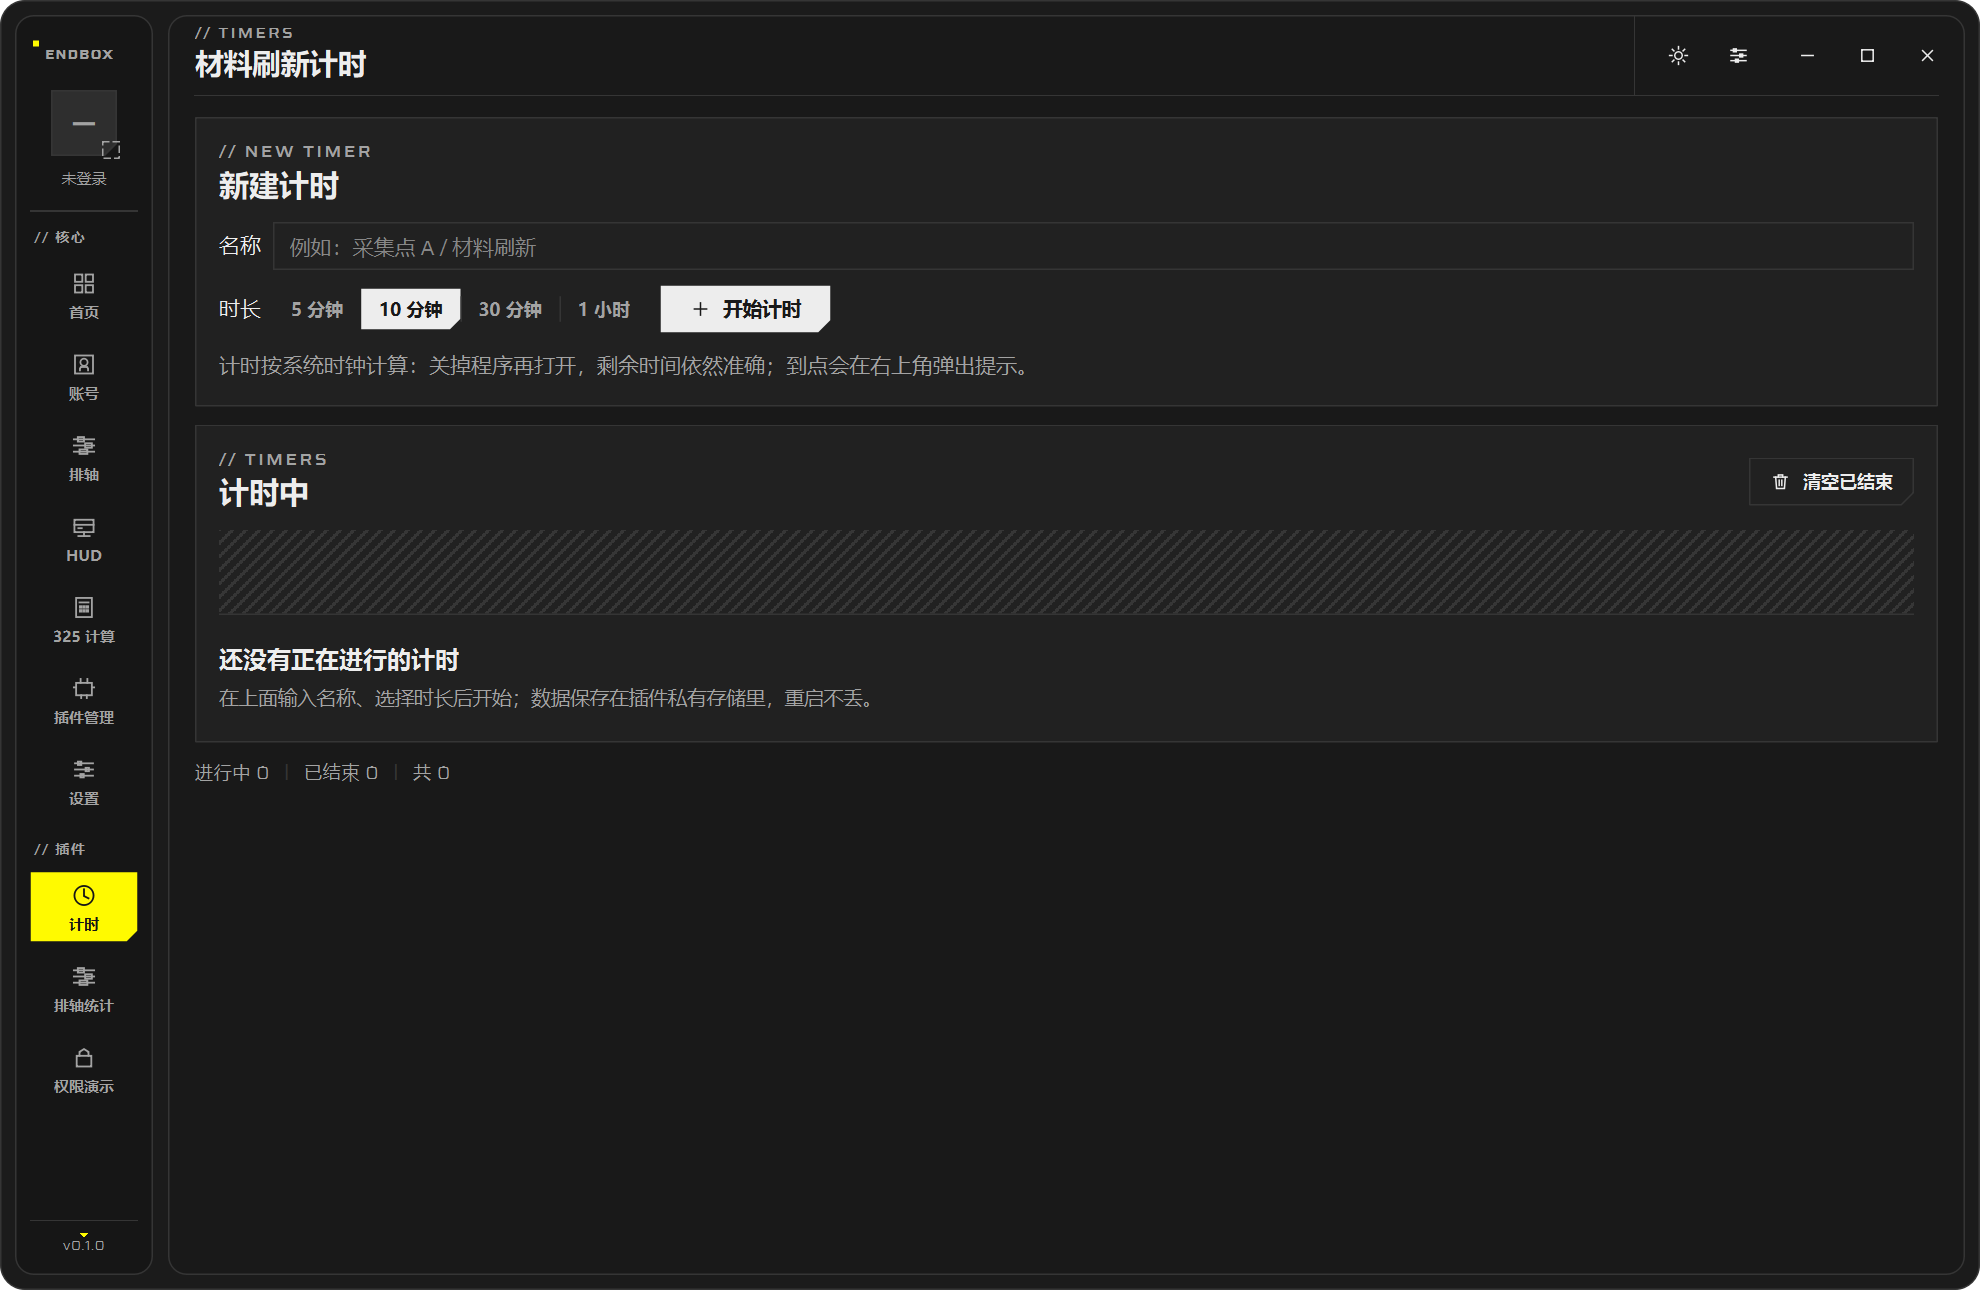 ENDBOX
未登录
// 核心
首页
账号
排轴
HUD
325 计算
插件管理
设置
// 插件
计时
排轴统计
权限演示
v0.1.0
// TIMERS
材料刷新计时
// NEW TIMER
新建计时
名称 例如：采集点 A / 材料刷新
时长 5 分钟 10 分钟 30 分钟 1 小时 + 开始计时
计时按系统时钟计算：关掉程序再打开，剩余时间依然准确；到点会在右上角弹出提示。
// TIMERS
计时中
清空已结束
还没有正在进行的计时
在上面输入名称、选择时长后开始；数据保存在插件私有存储里，重启不丢。
进行中 0 | 已结束 0 | 共 0